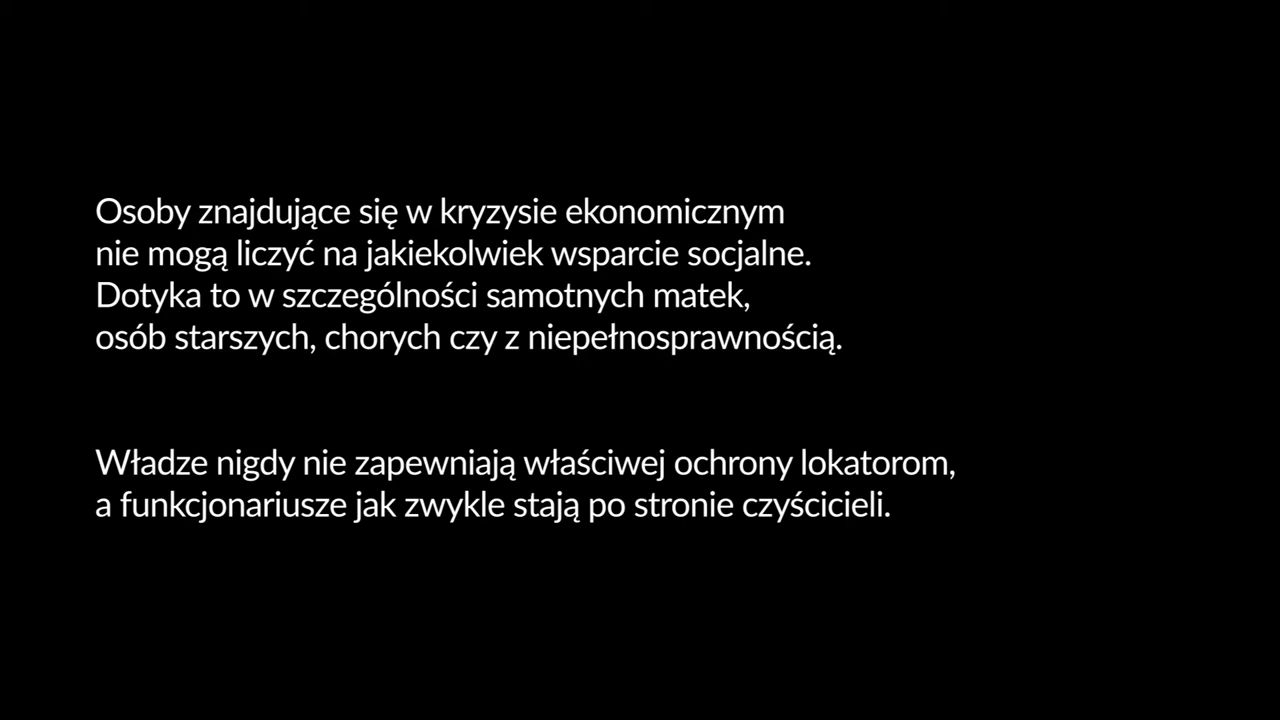 Osoby znajdujące się w kryzysie ekonomicznym
nie mogą liczyć na jakiekolwiek wsparcie socjalne.
Dotyka to w szczególności samotnych matek,
osób starszych, chorych czy z niepełnosprawnością.
Władze nigdy nie zapewniają właściwej ochrony lokatorom,
a funkcjonariusze jak zwykle stają po stronie czyścicieli.